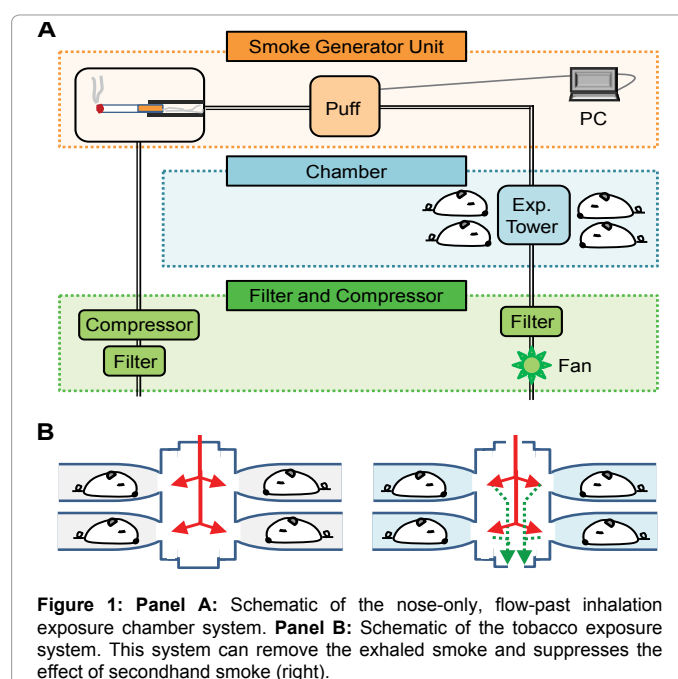 A
Smoke Generator Unit
Puff
PC
Chamber
Exp.
Tower
Filter and Compressor
Compressor
Filter
Filter
Fan
B
Figure 1: Panel A: Schematic of the nose-only, flow-past inhalation
exposure chamber system. Panel B: Schematic of the tobacco exposure
system. This system can remove the exhaled smoke and suppresses the
effect of secondhand smoke (right).